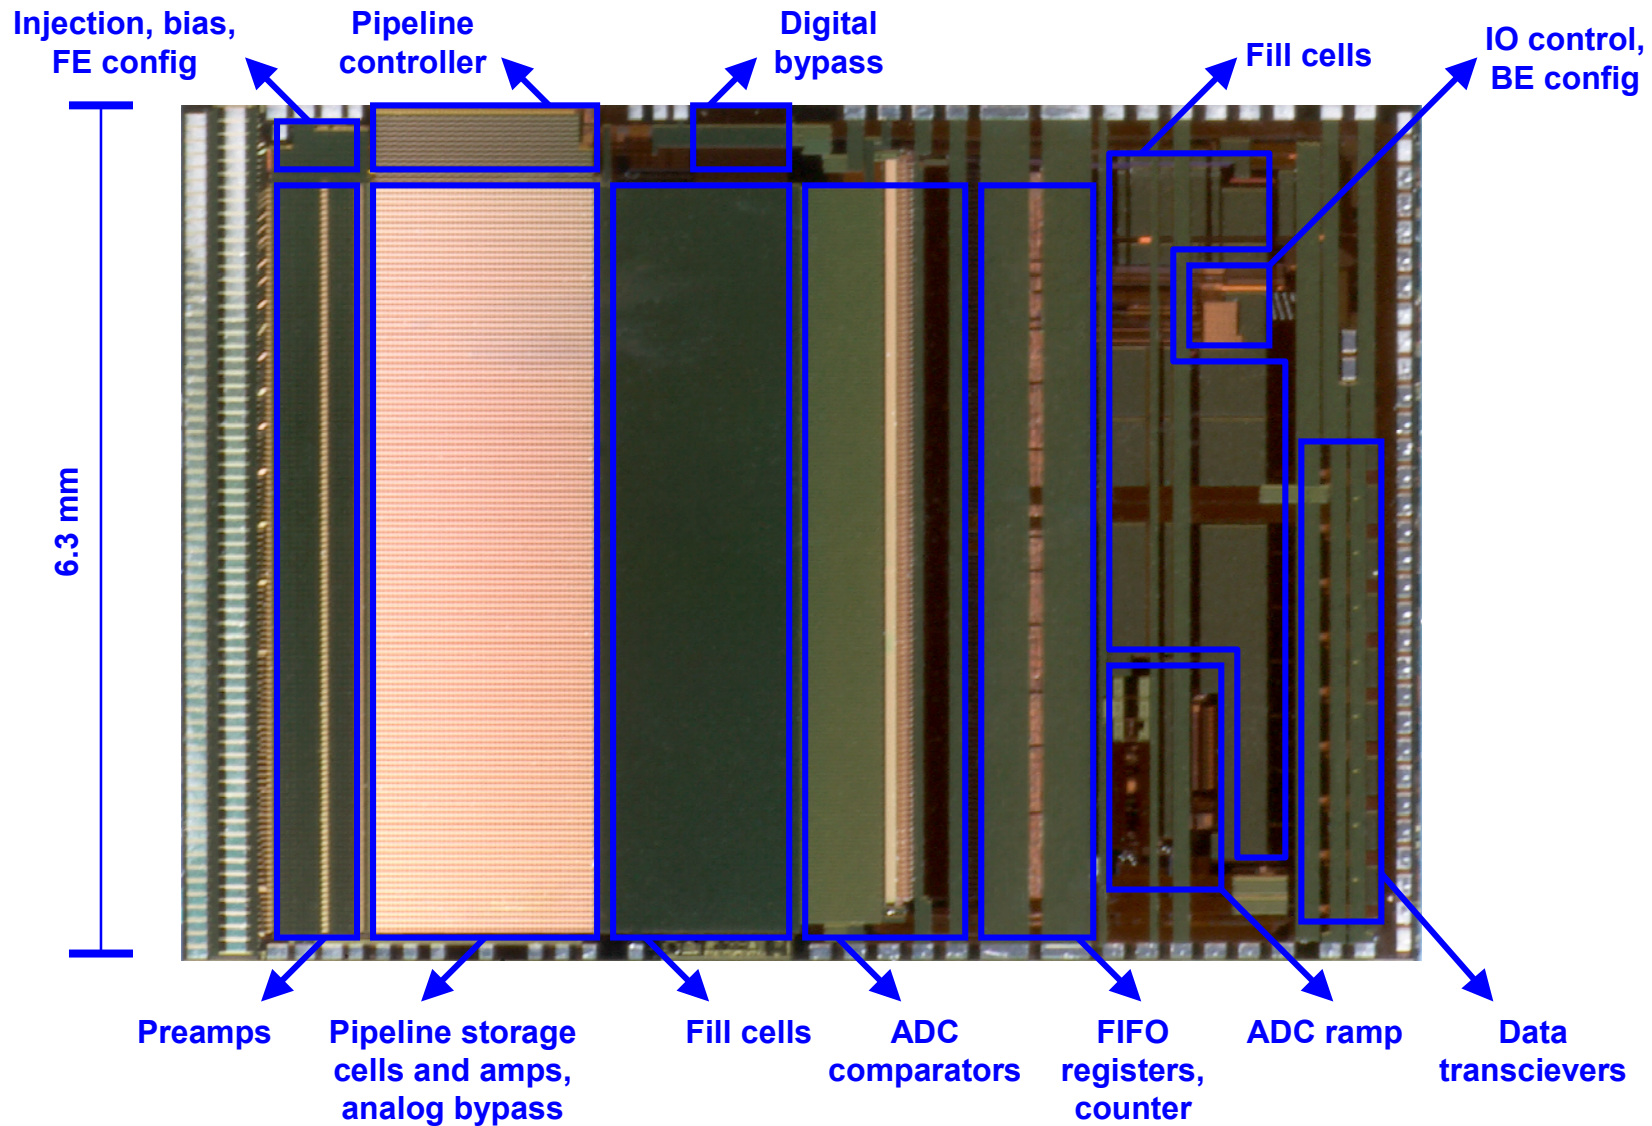 Injection, bias,
FE config
Pipeline
controller
Digital
bypass
Fill cells
IO control,
BE config
6.3 mm
Preamps
Pipeline storage
cells and amps,
analog bypass
Fill cells
ADC
comparators
FIFO
registers,
counter
ADC ramp
Data
transcievers